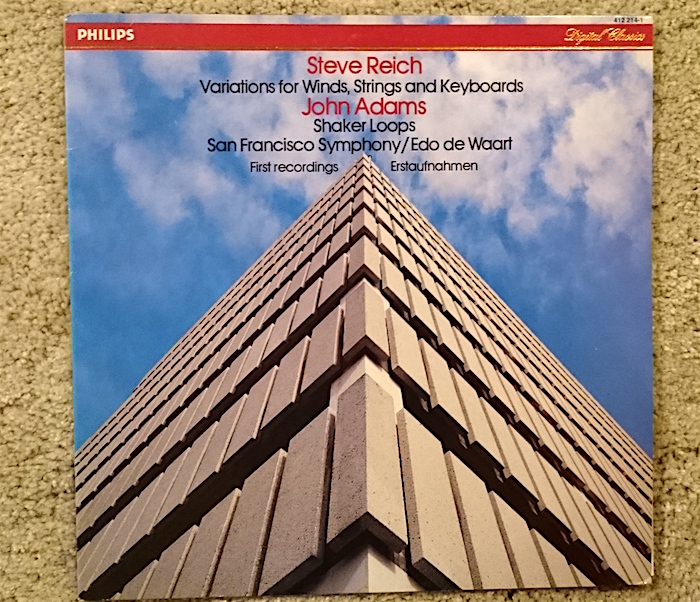 412 214-1
PHILIPS
Digital Classics
Steve Reich
Variations for Winds, Strings and Keyboards
John Adams
Shaker Loops
San Francisco Symphony/Edo de Waart
First recordings Erstaufnahmen